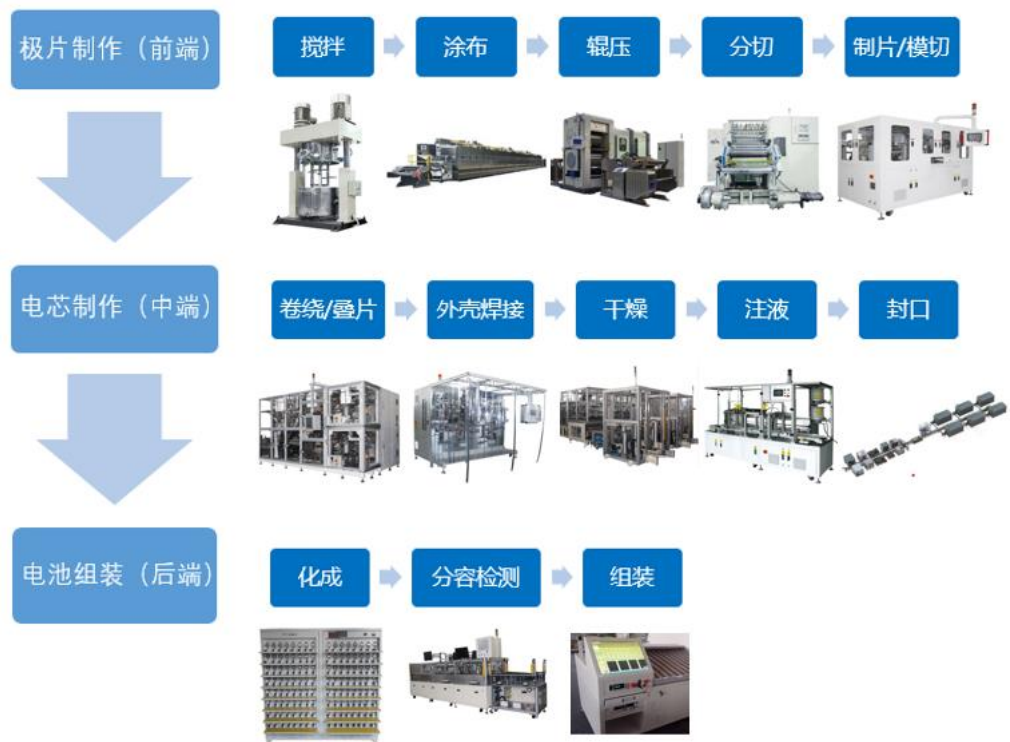 极片制作（前端）
搅拌
涂布
辊压
分切
制片/模切
电芯制作（中端）
卷绕/叠片
外壳焊接
干燥
注液
封口
电池组装（后端）
化成
分容检测
组装